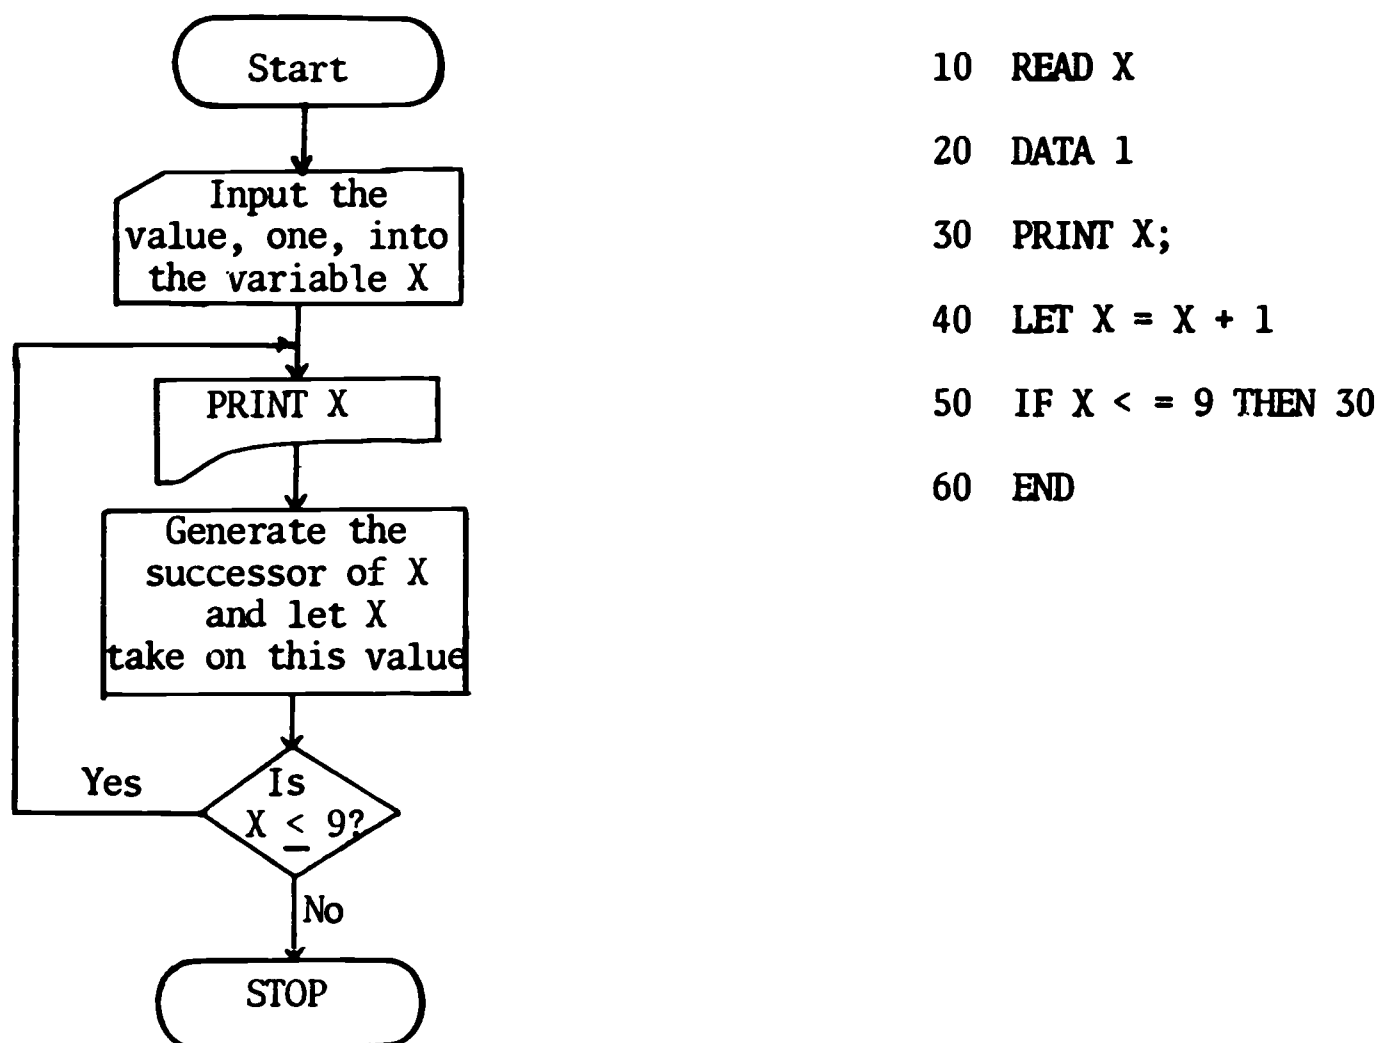 Start
Input the
value, one, into
the variable X
PRINT X
Generate the
successor of X
and let X
take on this value
Yes
Is
X ≤ 9?
No
STOP
10 READ X
20 DATA 1
30 PRINT X;
40 LET X = X + 1
50 IF X < = 9 THEN 30
60 END